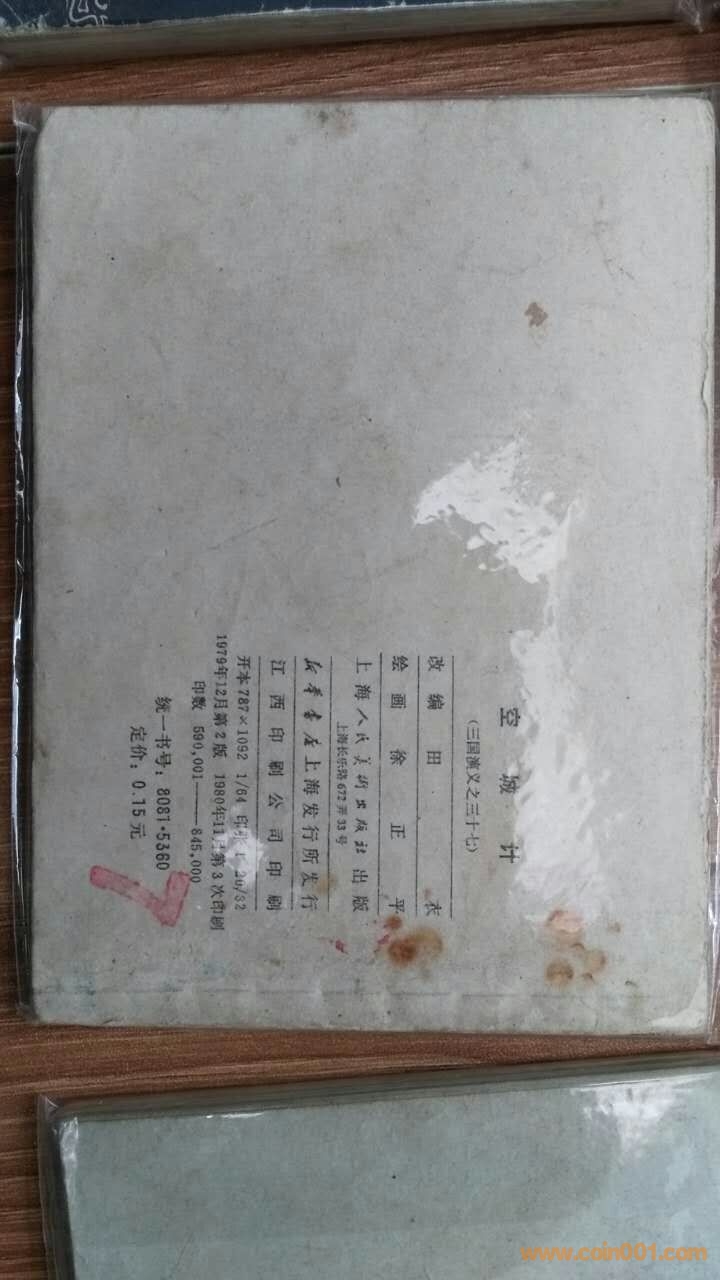 空城计
(三国演义之三十七)
改编 田衣
绘画 徐正平
上海人民美术出版社 出版
上海长乐路672弄33号
新华书店上海发行所发行
江西印刷公司印刷
开本787×1092 1/64 印张 1 26/32
1979年12月第2版 1980年11月第3次印刷
印数 590,001——845,000
统一书号：8081·5360
定价：0.15元
www.coin001.com